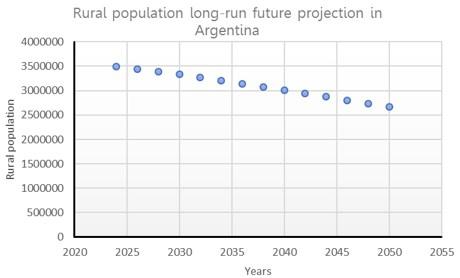 Rural population long-run future projection in
Argentina
4000000
3500000
3000000
2500000
2000000
1500000
1000000
500000
0
Rural population
2020 2025 2030 2035 2040 2045 2050 2055
Years